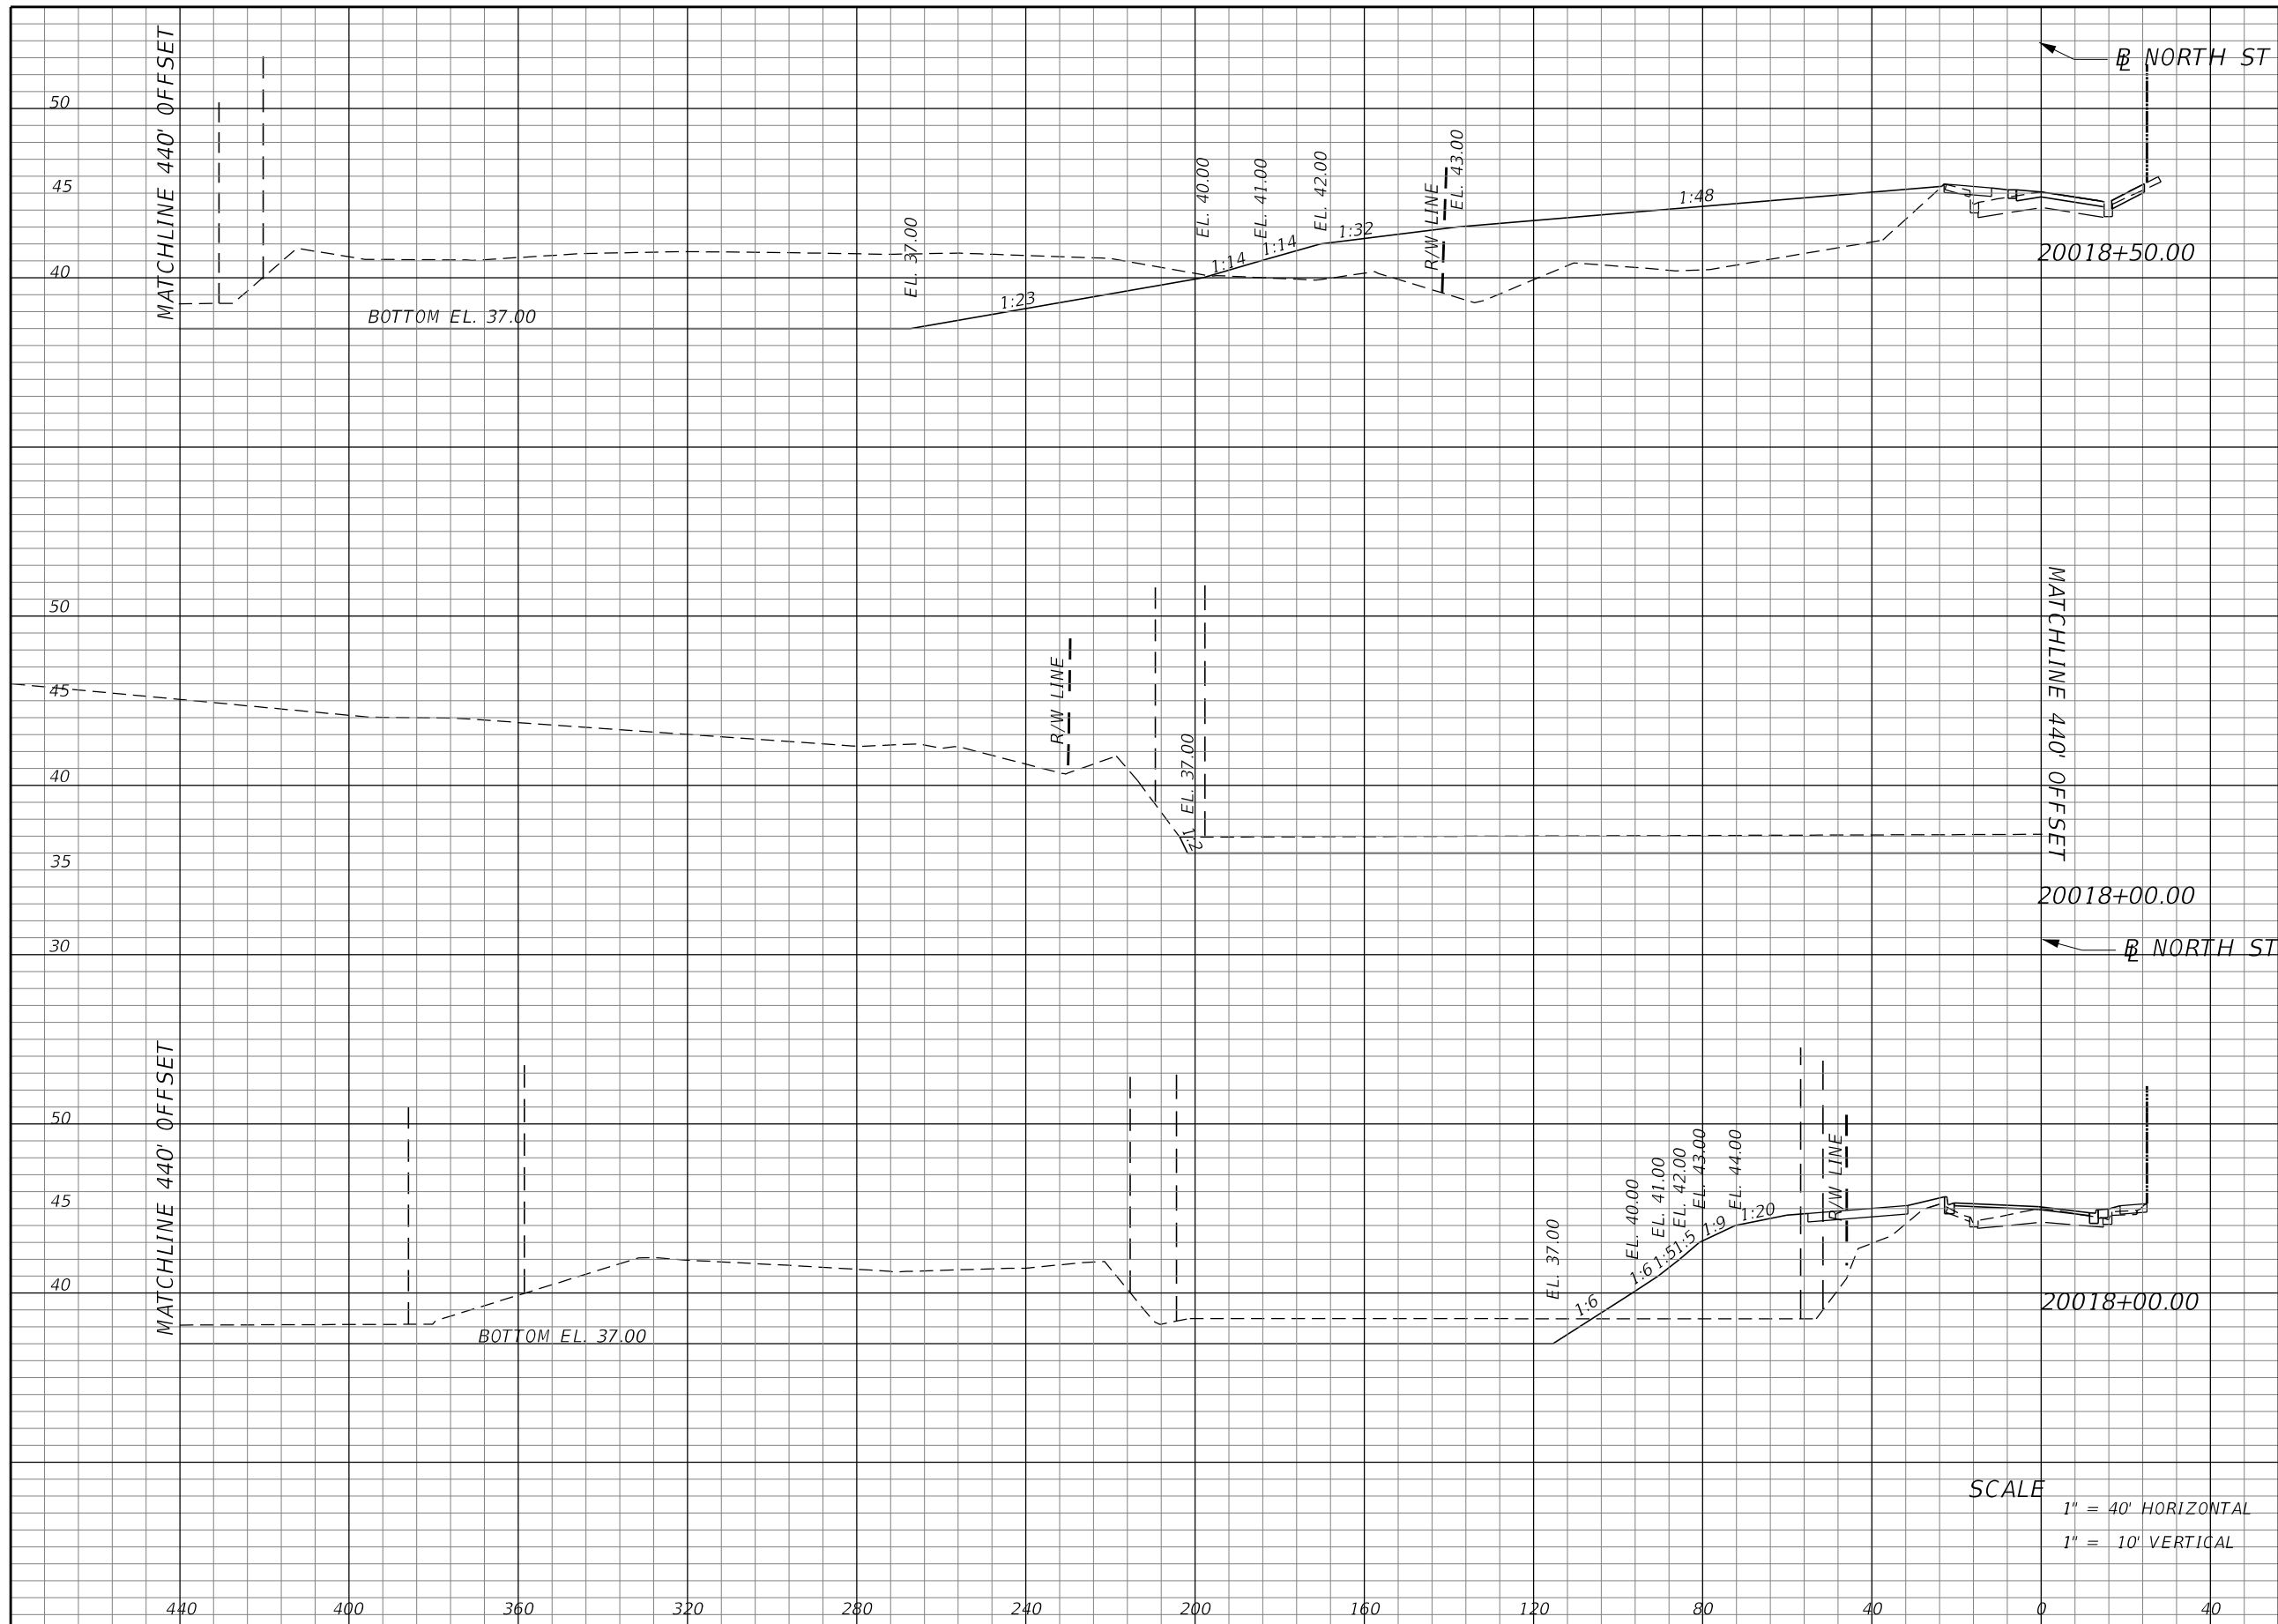 MATCHLINE 440' OFFSET
BL NORTH ST
50
45
40
EL. 37.00
EL. 40.00
EL. 41.00
EL. 42.00
R/W LINE
EL. 43.00
1:23
1:14
1:14
1:32
1:48
BOTTOM EL. 37.00
20018+50.00
50
45
40
35
30
R/W LINE
EL. 37.00
1:2
MATCHLINE 440' OFFSET
20018+00.00
BL NORTH ST
MATCHLINE 440' OFFSET
50
45
40
BOTTOM EL. 37.00
EL. 37.00
EL. 40.00
EL. 41.00
EL. 42.00
EL. 43.00
EL. 44.00
R/W LINE
1:6
1:6
1:5
1:5
1:9
1:20
20018+00.00
SCALE
1" = 40' HORIZONTAL
1" = 10' VERTICAL
440 400 360 320 280 240 200 160 120 80 40 0 40